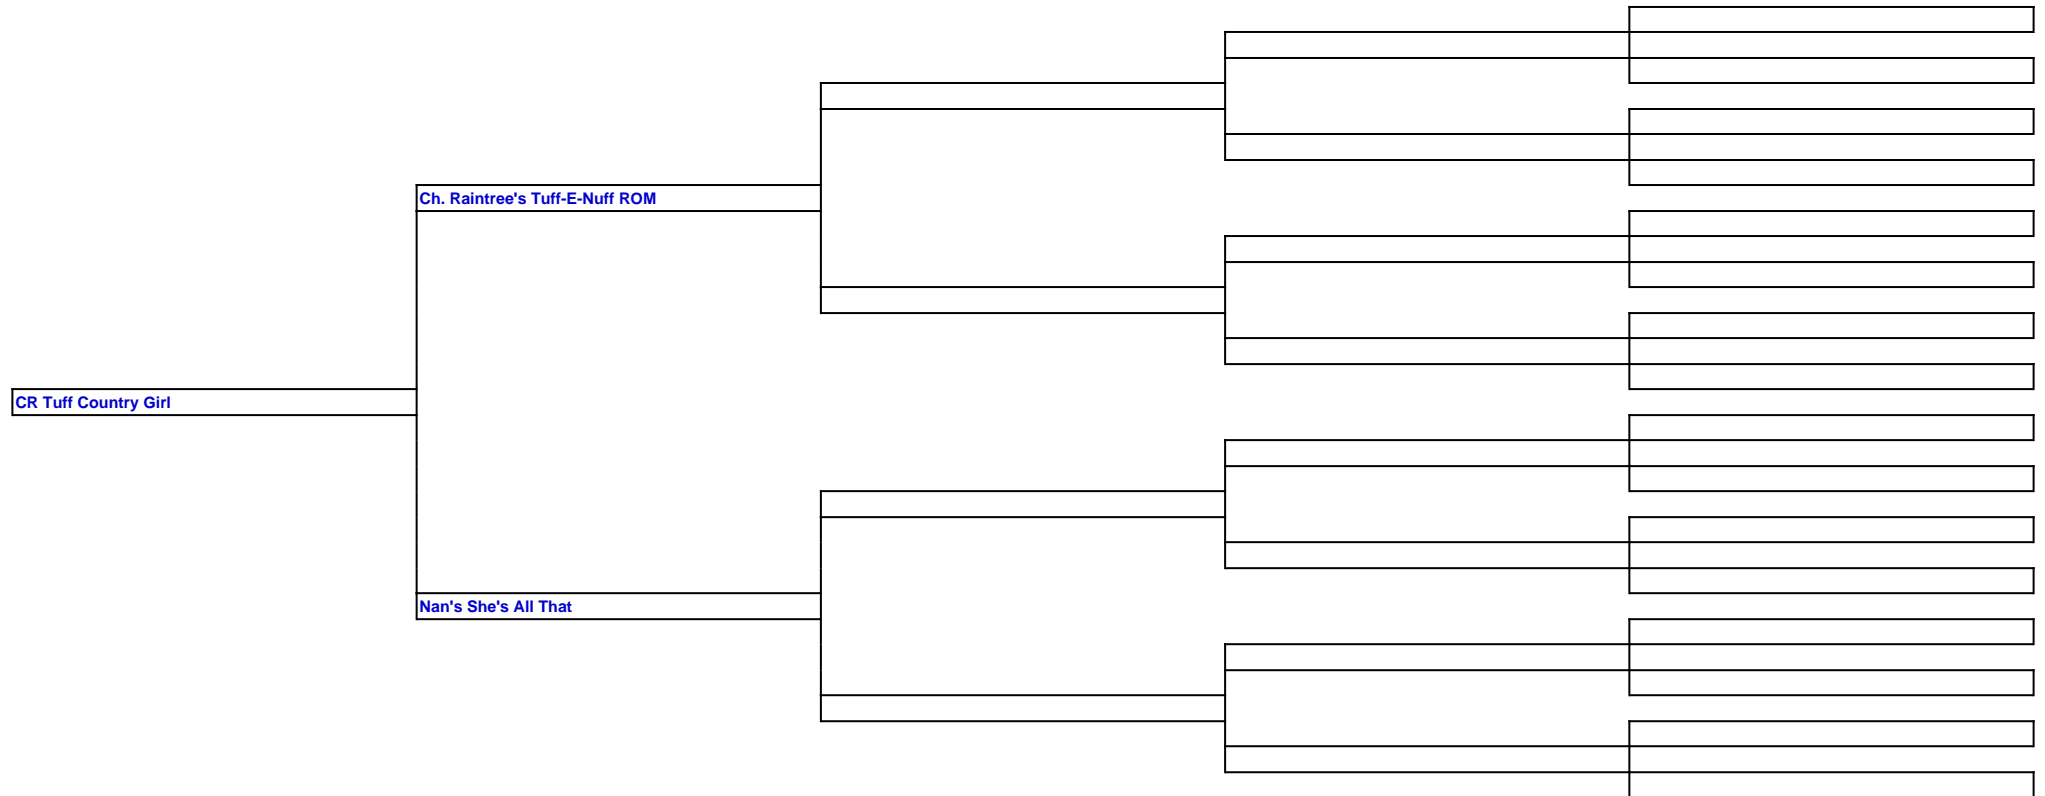 Ch. Raintree's Tuff-E-Nuff ROM
CR Tuff Country Girl
Nan's She's All That